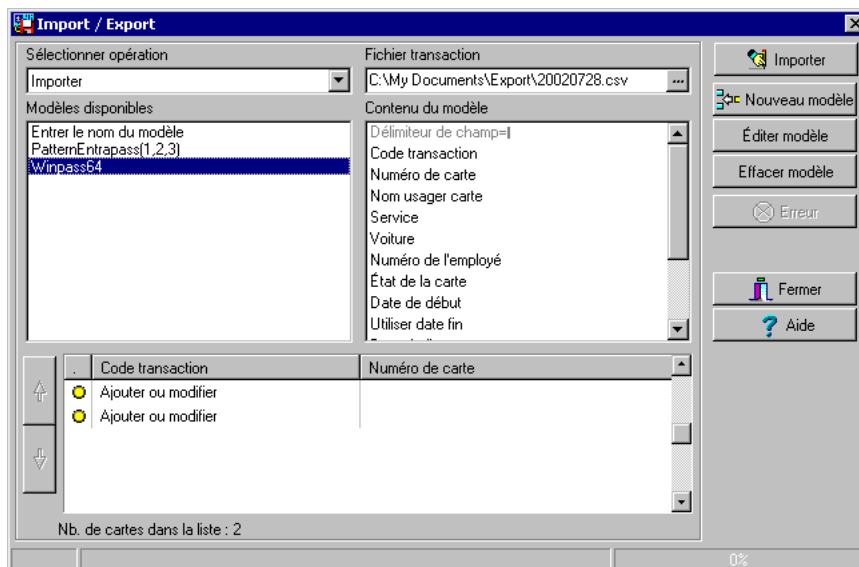 Import / Export
Sélectionner opération
Importer
Fichier transaction
C:\My Documents\Export\20020728.csv
...
Modèles disponibles
Entrer le nom du modèle
PatternEntrapass(1,2,3)
Winpass64
Contenu du modèle
Délimiteur de champ=|
Code transaction
Numéro de carte
Nom usager carte
Service
Voiture
Numéro de l'employé
État de la carte
Date de début
Utiliser date fin
Importer
Nouveau modèle
Éditer modèle
Effacer modèle
Erreur
Fermer
Aide
. Code transaction Numéro de carte
Ajouter ou modifier
Ajouter ou modifier
Nb. de cartes dans la liste : 2
0%